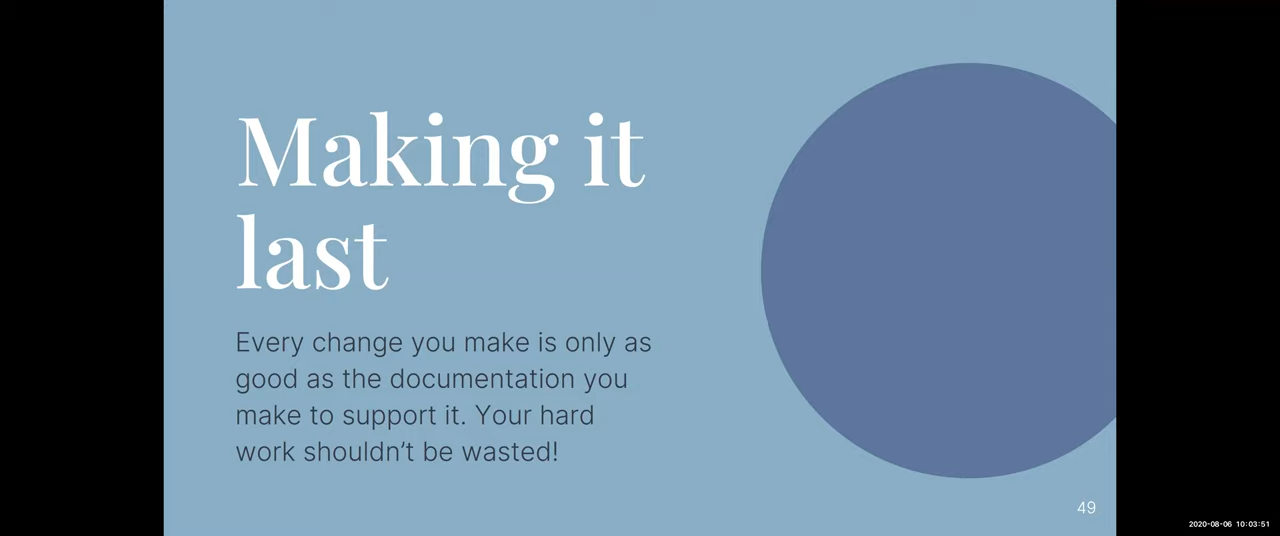 Making it
last
Every change you make is only as
good as the documentation you
make to support it. Your hard
work shouldn’t be wasted!
49
2020-08-06 10:03:51